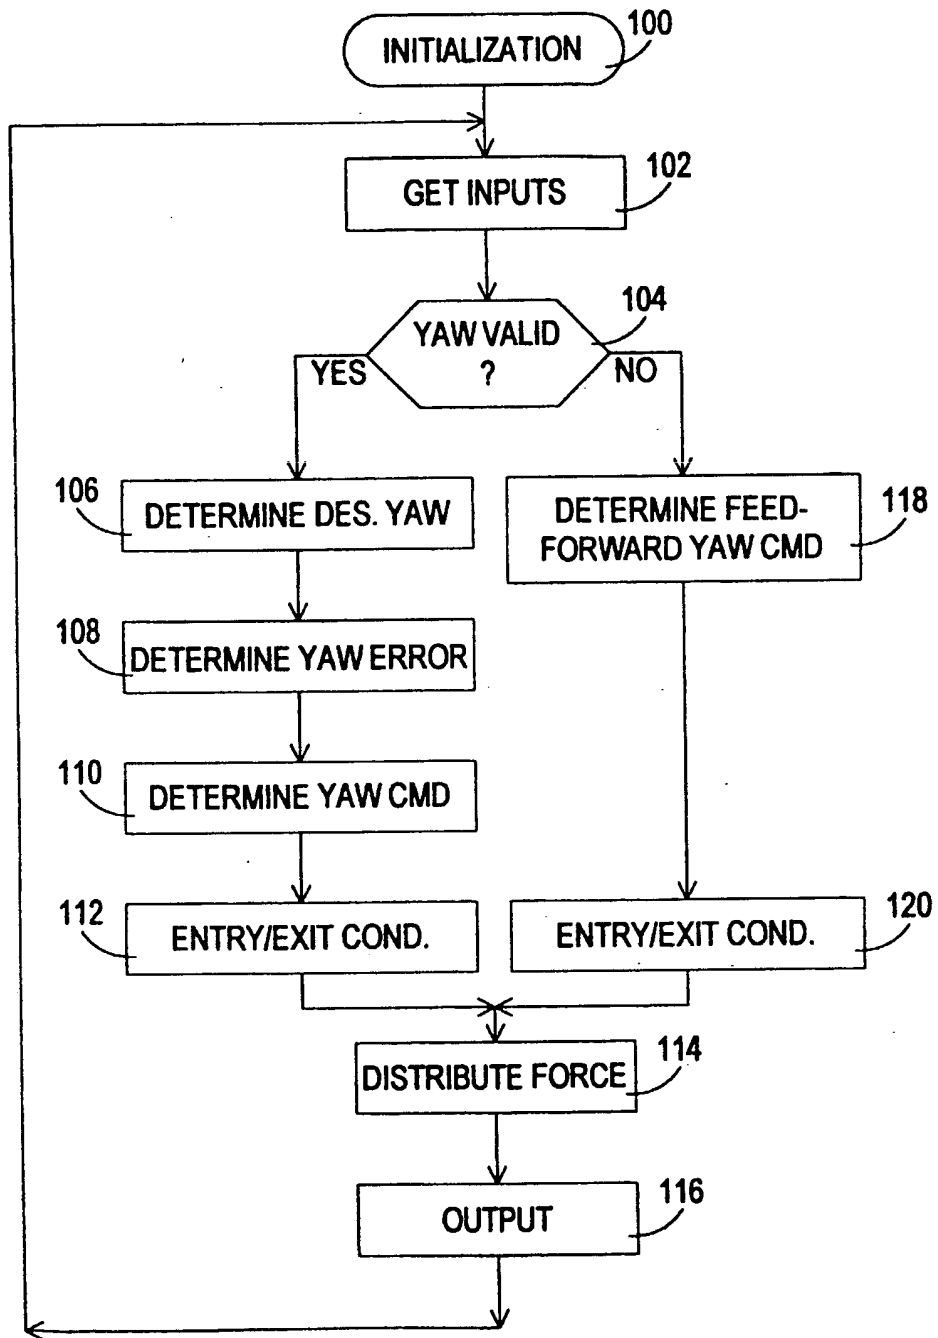 100
INITIALIZATION
102
GET INPUTS
104
YAW VALID
?
YES
NO
106
DETERMINE DES. YAW
118
DETERMINE FEED-
FORWARD YAW CMD
108
DETERMINE YAW ERROR
110
DETERMINE YAW CMD
112
ENTRY/EXIT COND.
120
ENTRY/EXIT COND.
114
DISTRIBUTE FORCE
116
OUTPUT